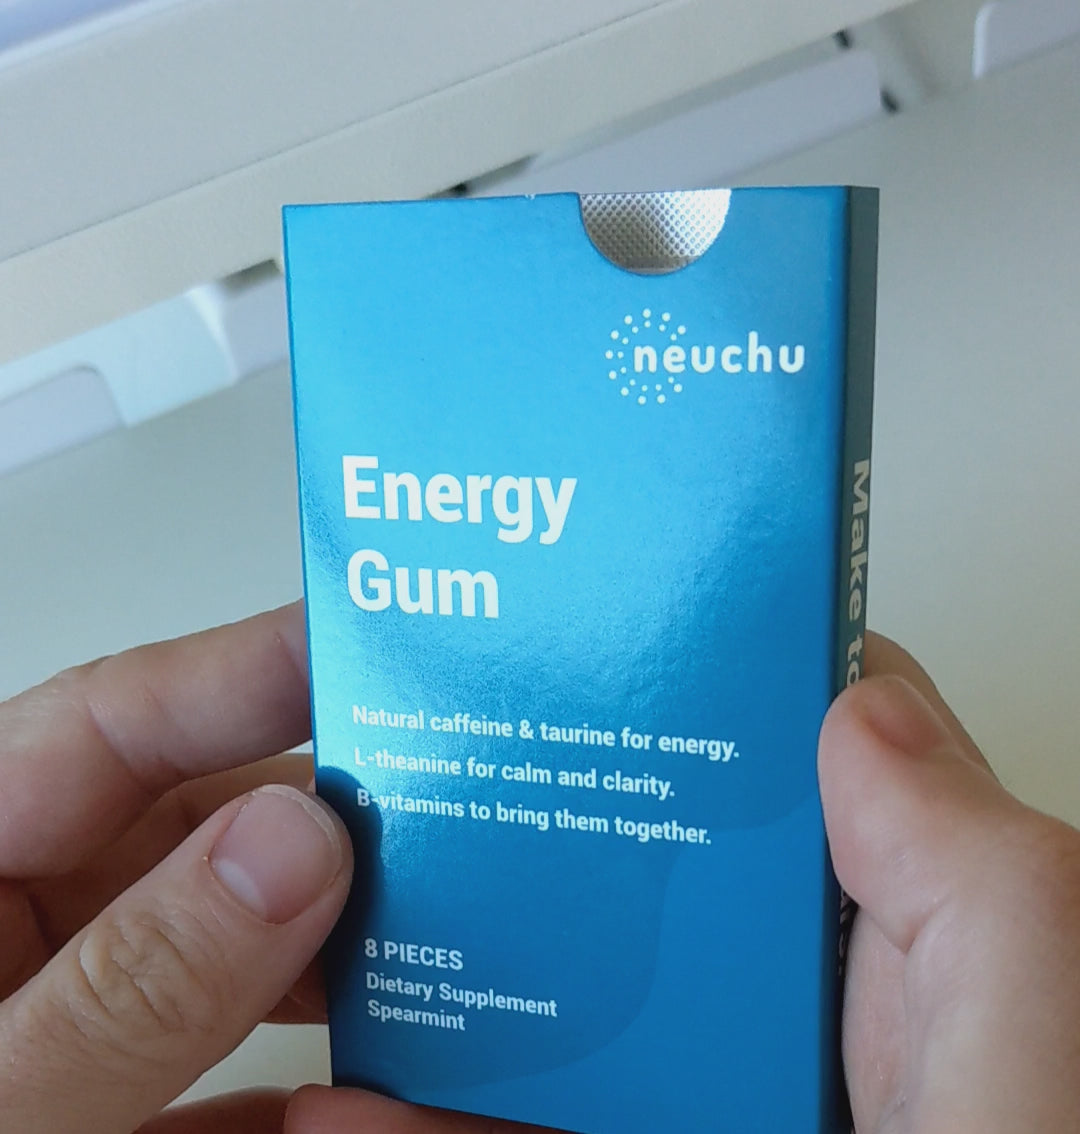 neuchu
Energy
Gum
Natural caffeine & taurine for energy.
L-theanine for calm and clarity.
B-vitamins to bring them together.
8 PIECES
Dietary Supplement
Spearmint
Make to